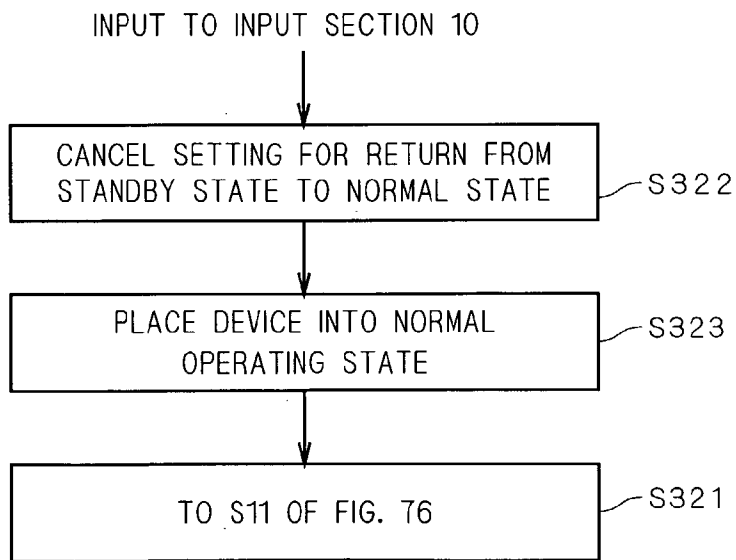 INPUT TO INPUT SECTION 10
CANCEL SETTING FOR RETURN FROM
STANDBY STATE TO NORMAL STATE
S322
PLACE DEVICE INTO NORMAL
OPERATING STATE
S323
TO S11 OF FIG. 76
S321